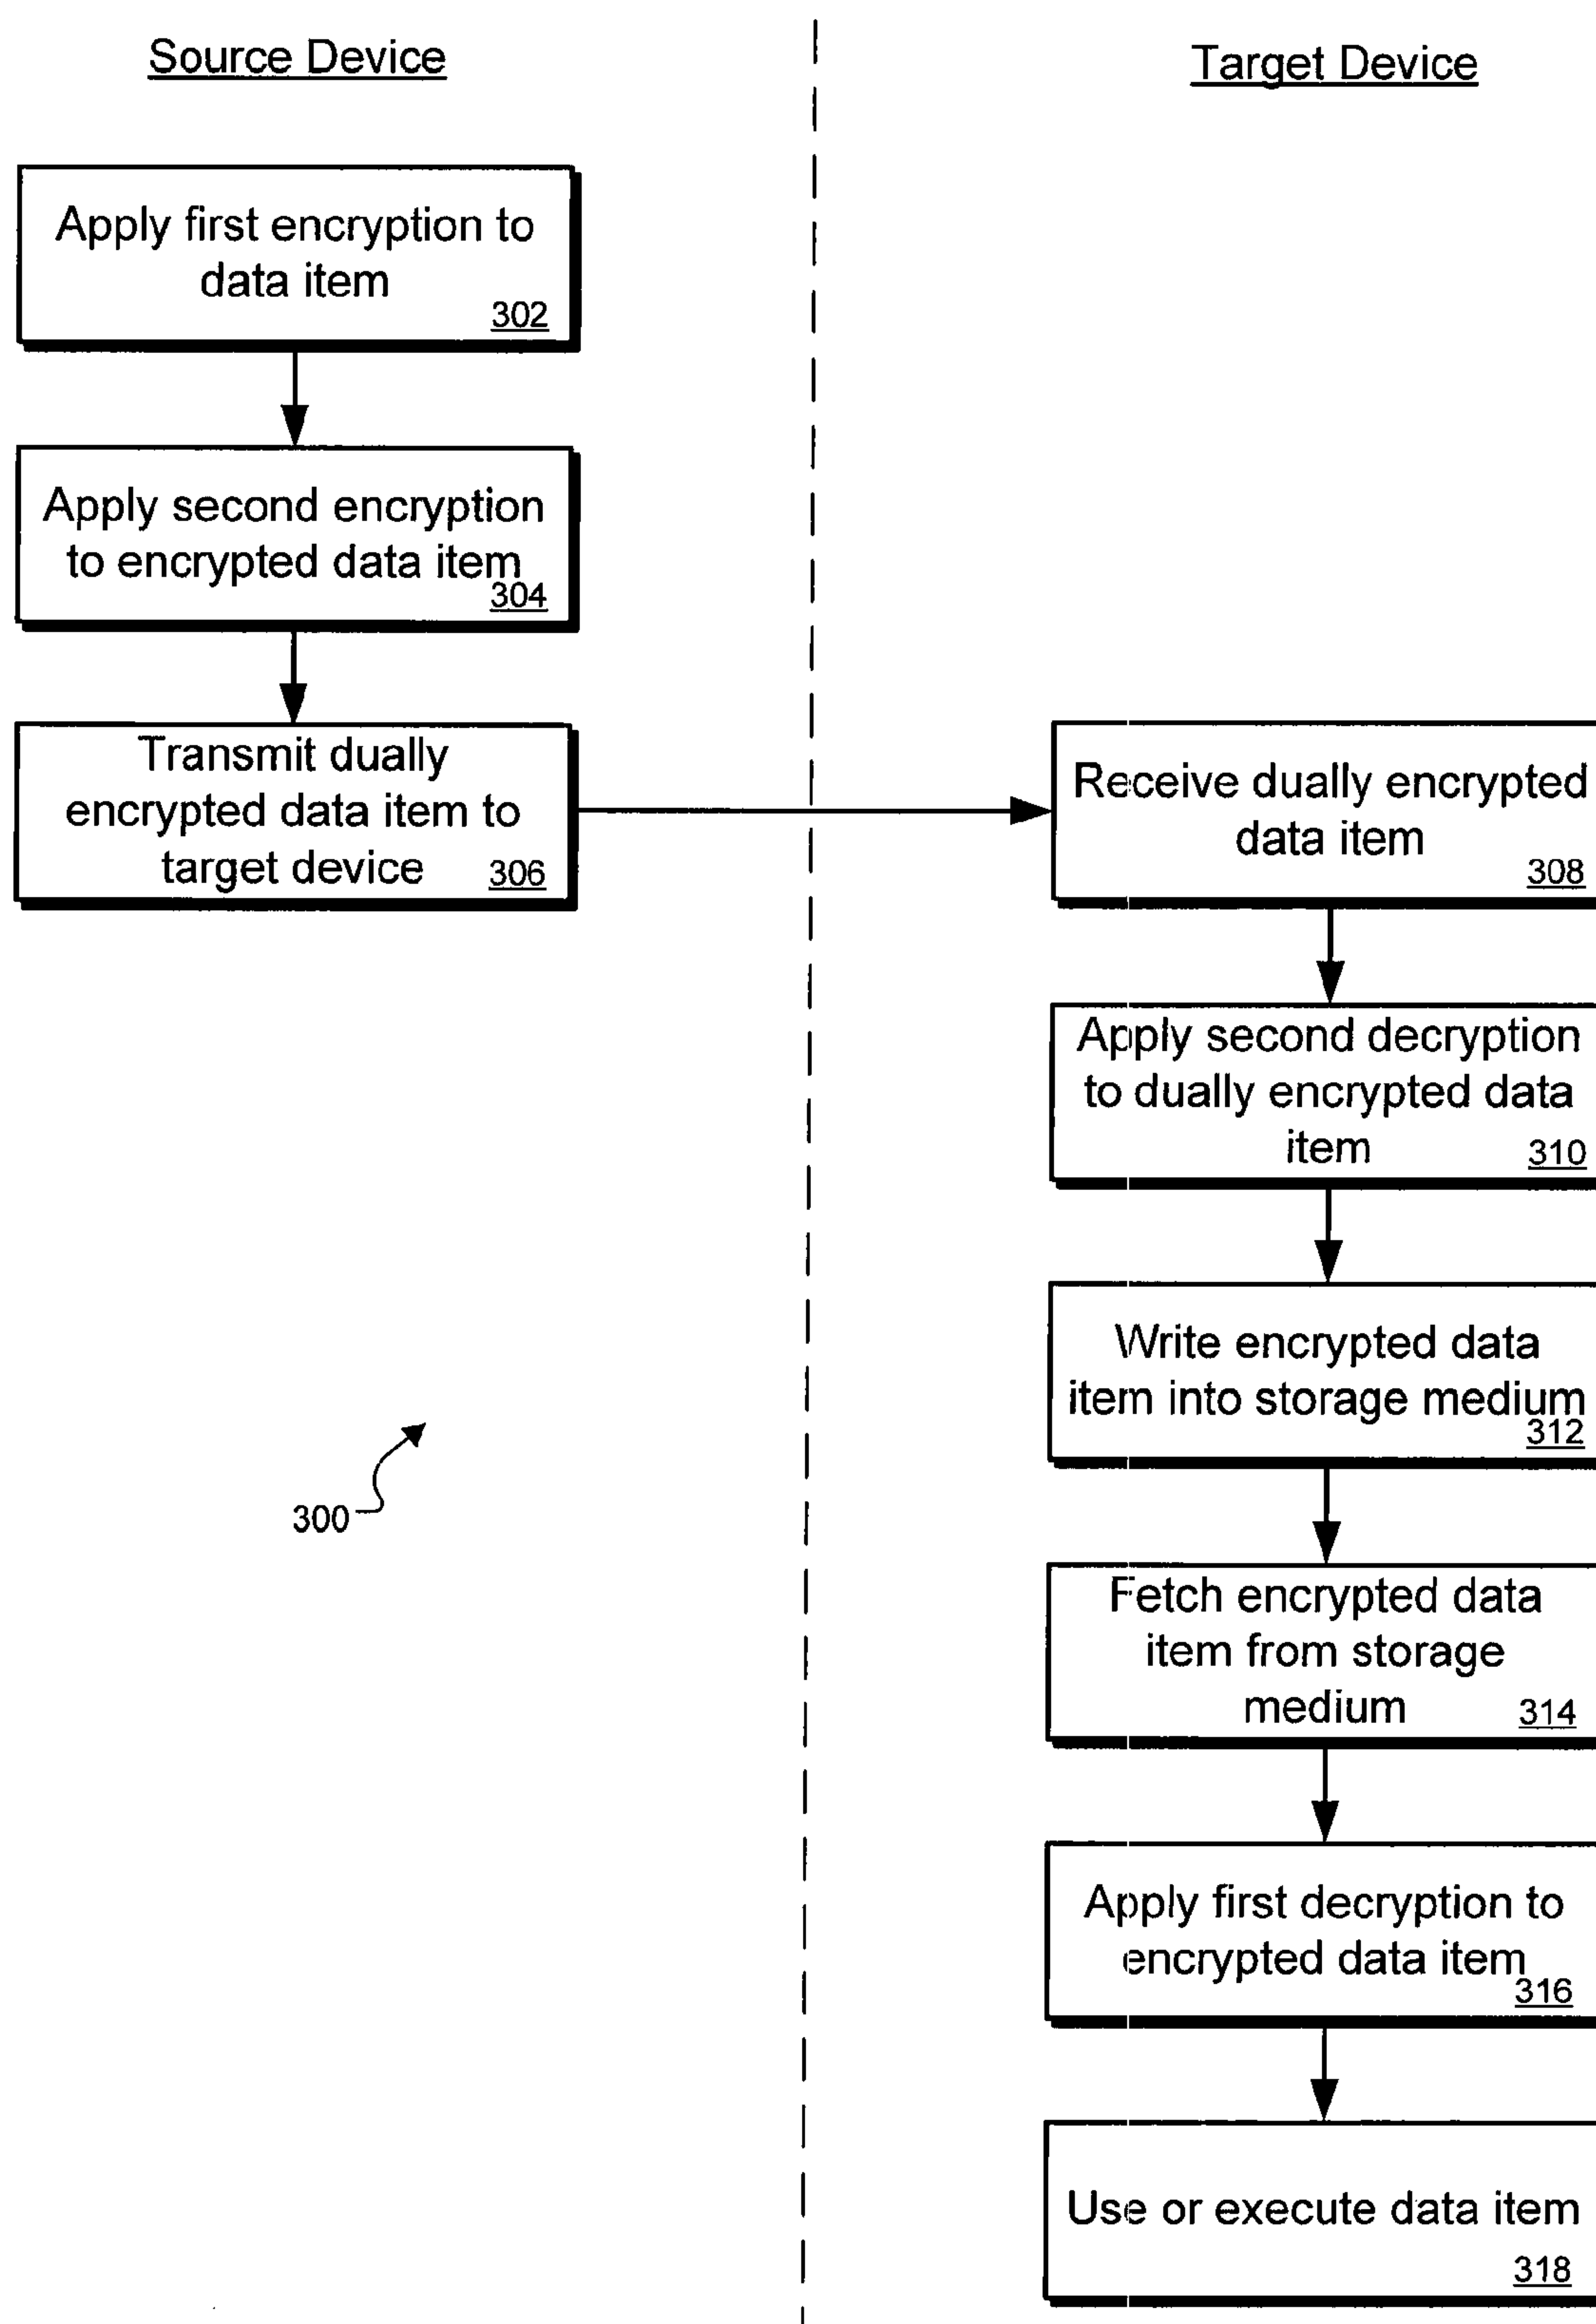 Source Device
Target Device
Apply first encryption to
data item
302
Apply second encryption
to encrypted data item
304
Transmit dually
encrypted data item to
target device
306
Receive dually encrypted
data item
308
Apply second decryption
to dually encrypted data
item
310
Write encrypted data
item into storage medium
312
300
Fetch encrypted data
item from storage
medium
314
Apply first decryption to
encrypted data item
316
Use or execute data item
318